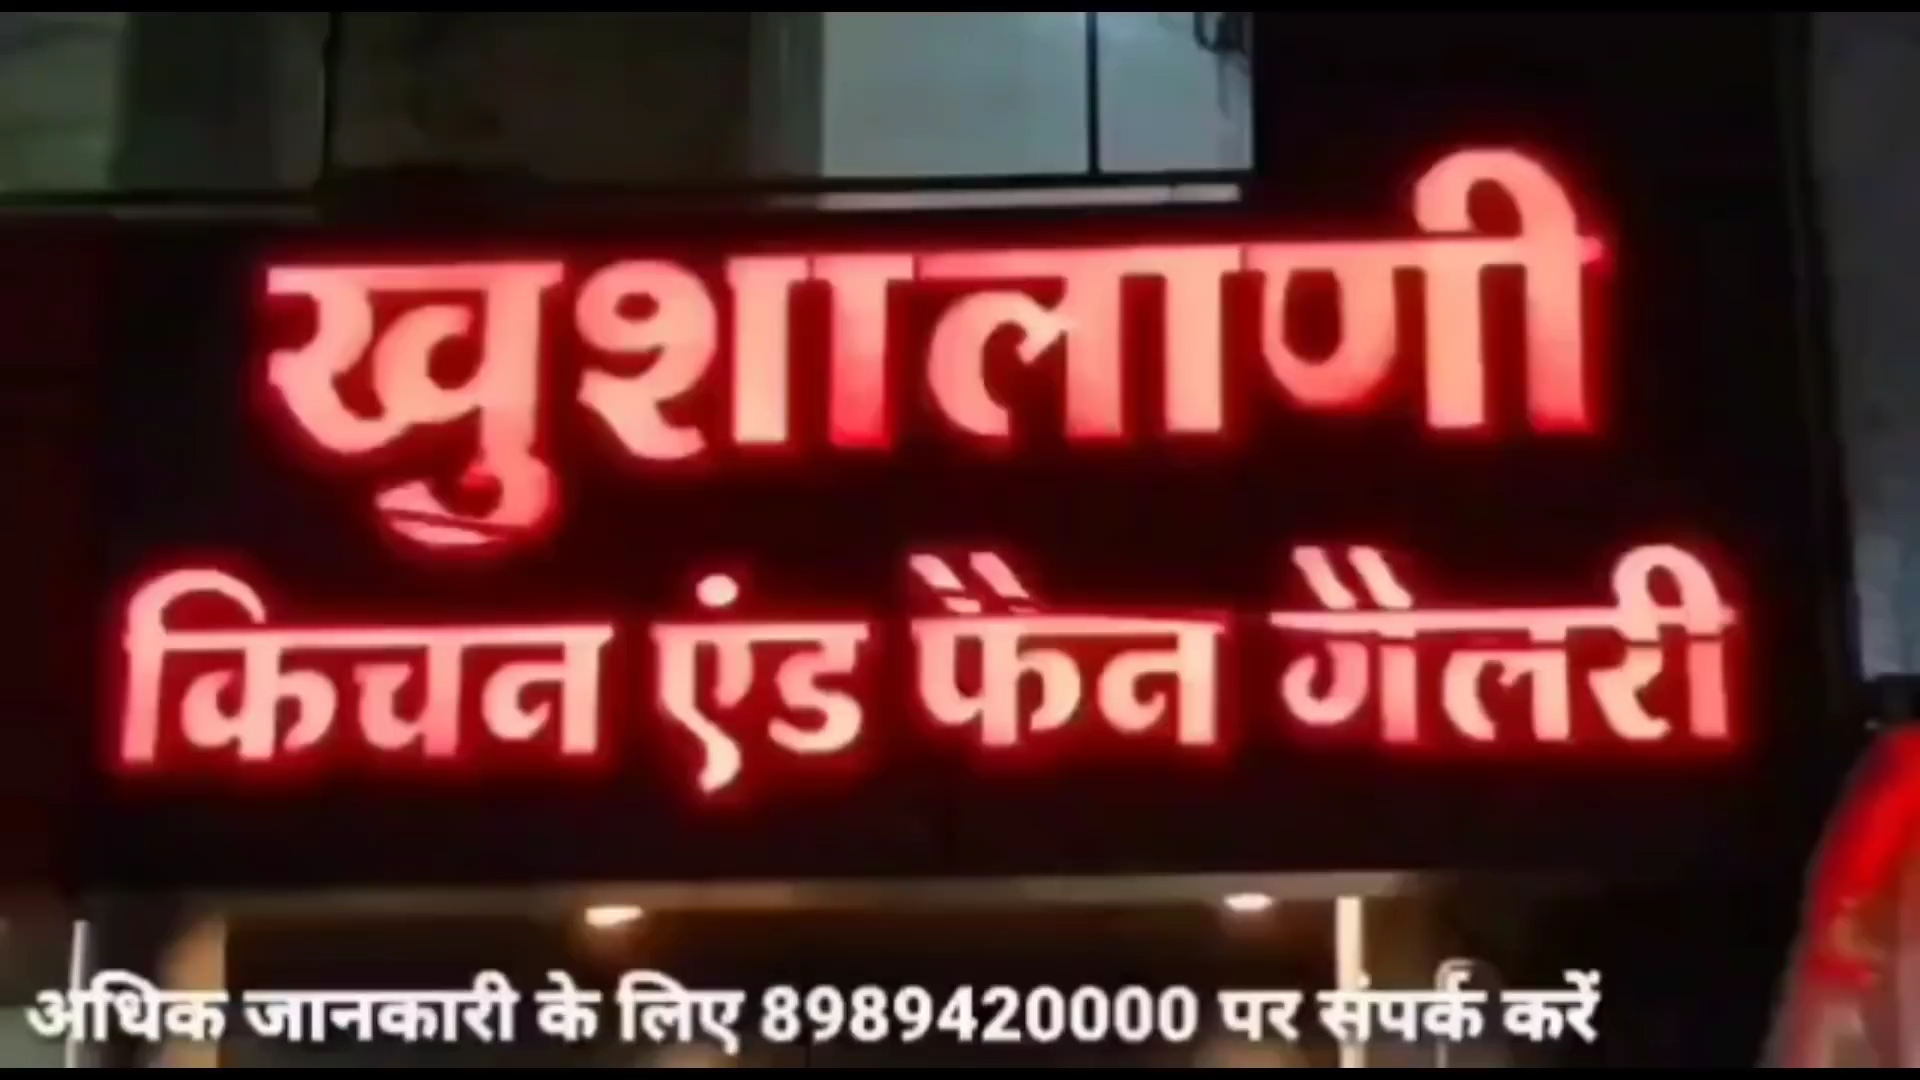 खुशालाणी
किचन एंड फैन गैलरी
अधिक जानकारी के लिए 8989420000 पर संपर्क करें